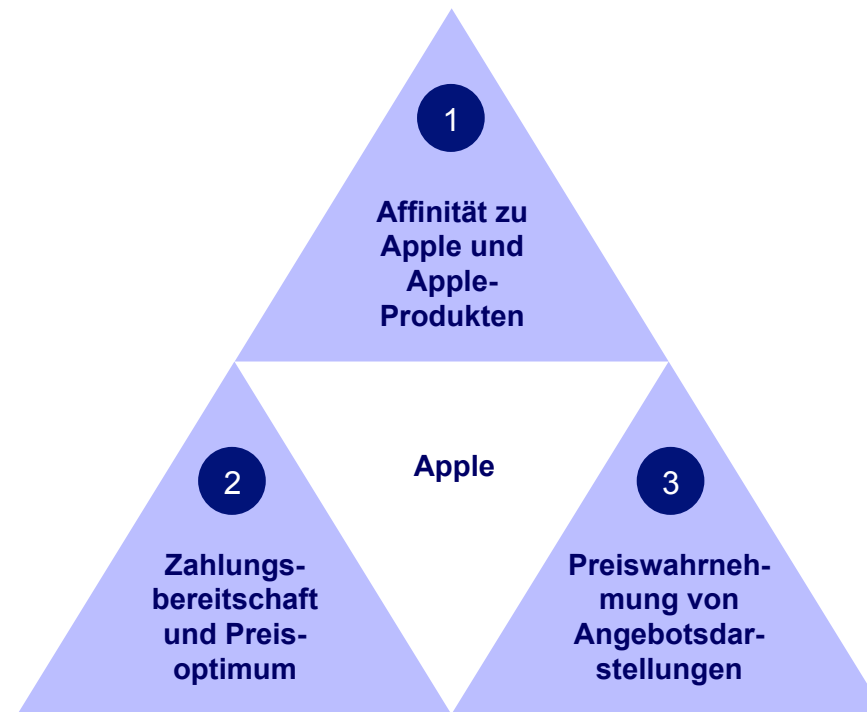 1
Affinität zu
Apple und
Apple-
Produkten
Apple
2
Zahlungs-
bereitschaft
und Preis-
optimum
3
Preiswahrneh-
mung von
Angebotsdar-
stellungen